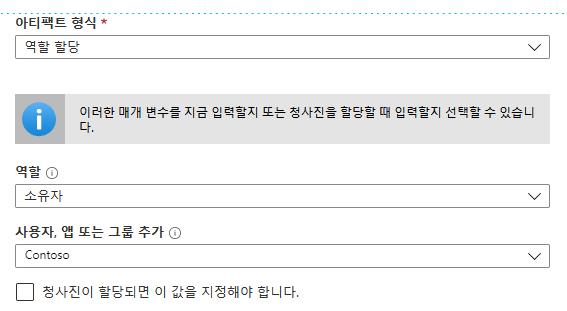 아티팩트 형식 *
역할 할당
이러한 매개 변수를 지금 입력할지 또는 청사진을 할당할 때 입력할지 선택할 수 있습니
다.
역할
소유자
사용자, 앱 또는 그룹 추가
Contoso
청사진이 할당되면 이 값을 지정해야 합니다.